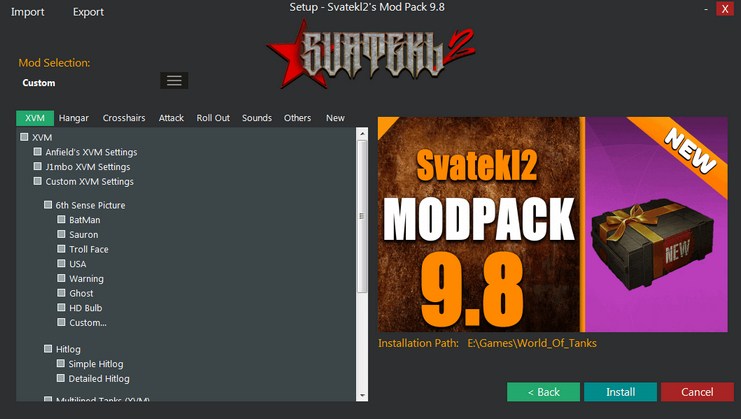 Import
Export
Setup - Svatekl2's Mod Pack 9.8
- X
SVATEKL2
Mod Selection:
Custom
XVM Hangar Crosshairs Attack Roll Out Sounds Others New
XVM
Anfield's XVM Settings
J1mbo XVM Settings
Custom XVM Settings
6th Sense Picture
BatMan
Sauron
Troll Face
USA
Warning
Ghost
HD Bulb
Custom...
Hitlog
Simple Hitlog
Detailed Hitlog
Multilined Tanks (XVM)
Svatekl2
MODPACK
9.8
NEW
NEW
Installation Path: E:\Games\World_Of_Tanks
< Back
Install
Cancel